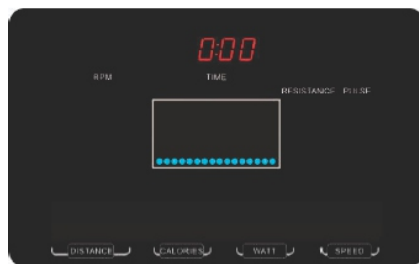 0:00
RPM TIME
RESISTANCE PULSE
DISTANCE CALORIES WATT SPEED